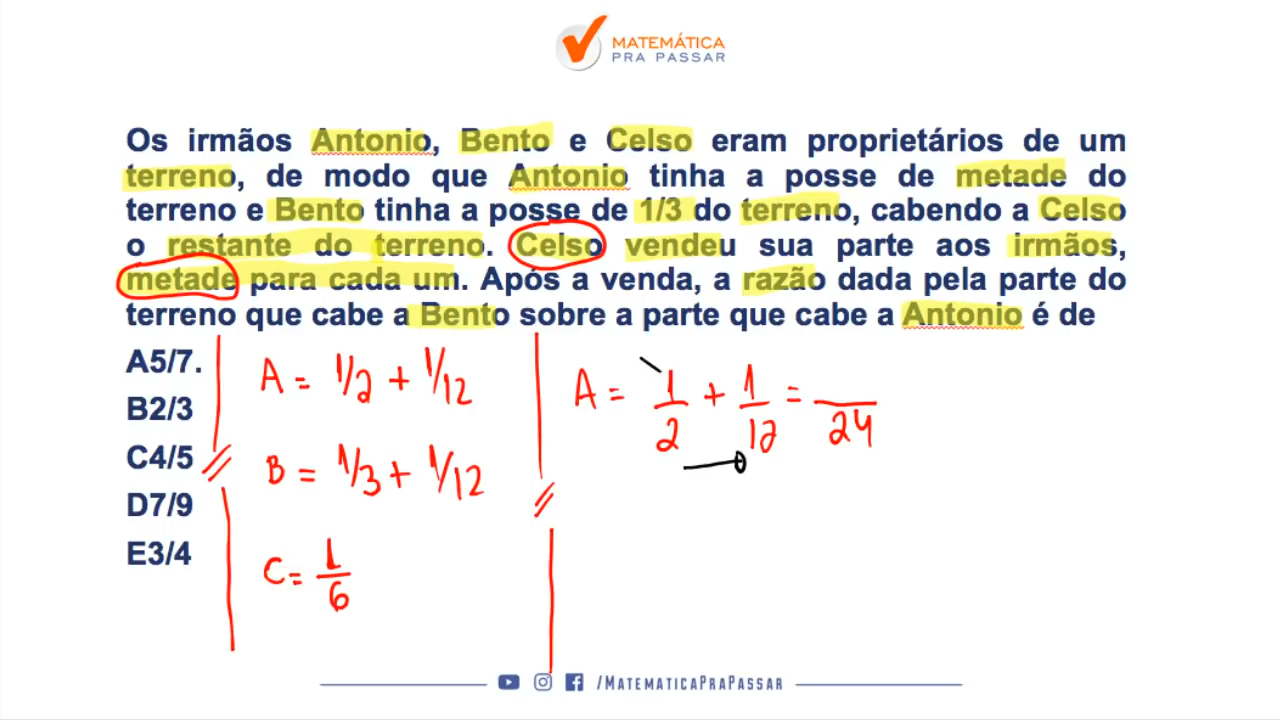 MATEMÁTICA
PRA PASSAR
Os irmãos Antonio, Bento e Celso eram proprietários de um
terreno, de modo que Antonio tinha a posse de metade do
terreno e Bento tinha a posse de 1/3 do terreno, cabendo a Celso
o restante do terreno. Celso vendeu sua parte aos irmãos,
metade para cada um. Após a venda, a razão dada pela parte do
terreno que cabe a Bento sobre a parte que cabe a Antonio é de
A5/7.
B2/3
C4/5
D7/9
E3/4
A = 1/2 + 1/12
B = 1/3 + 1/12
C = 1/6
A = 1/2 + 1/12 = /24
/MATEMATICAPRAPASSAR